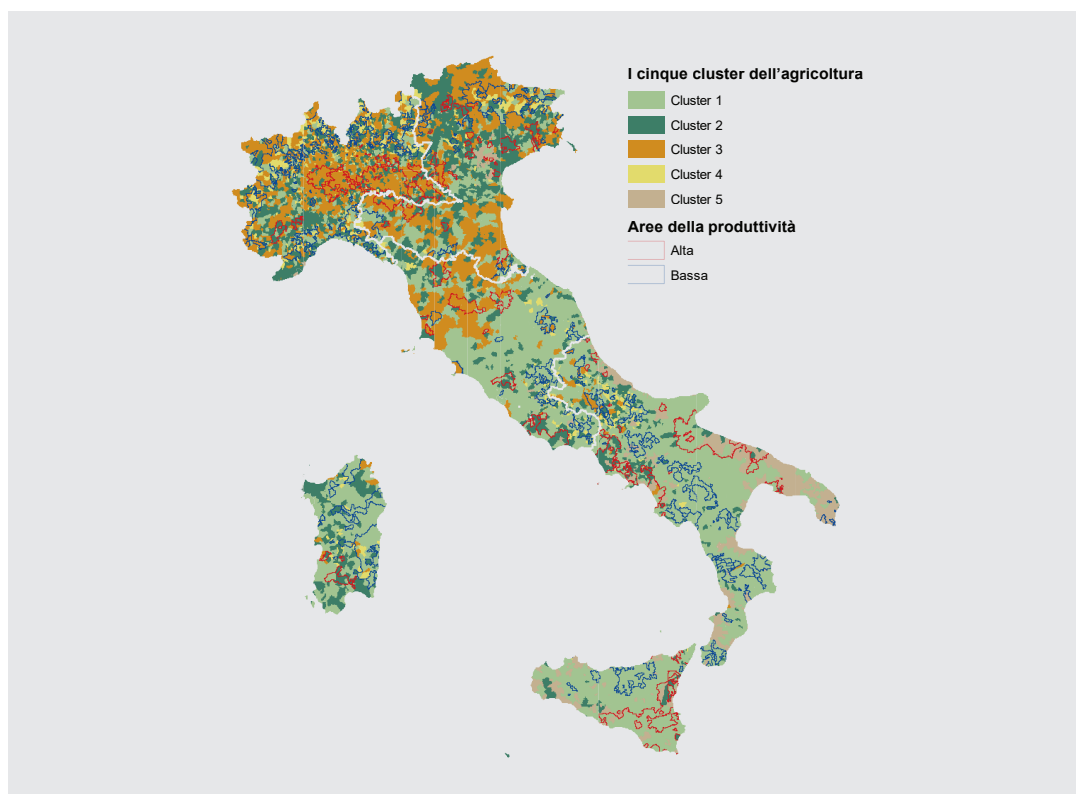 I cinque cluster dell'agricoltura
Cluster 1
Cluster 2
Cluster 3
Cluster 4
Cluster 5
Aree della produttività
Alta
Bassa